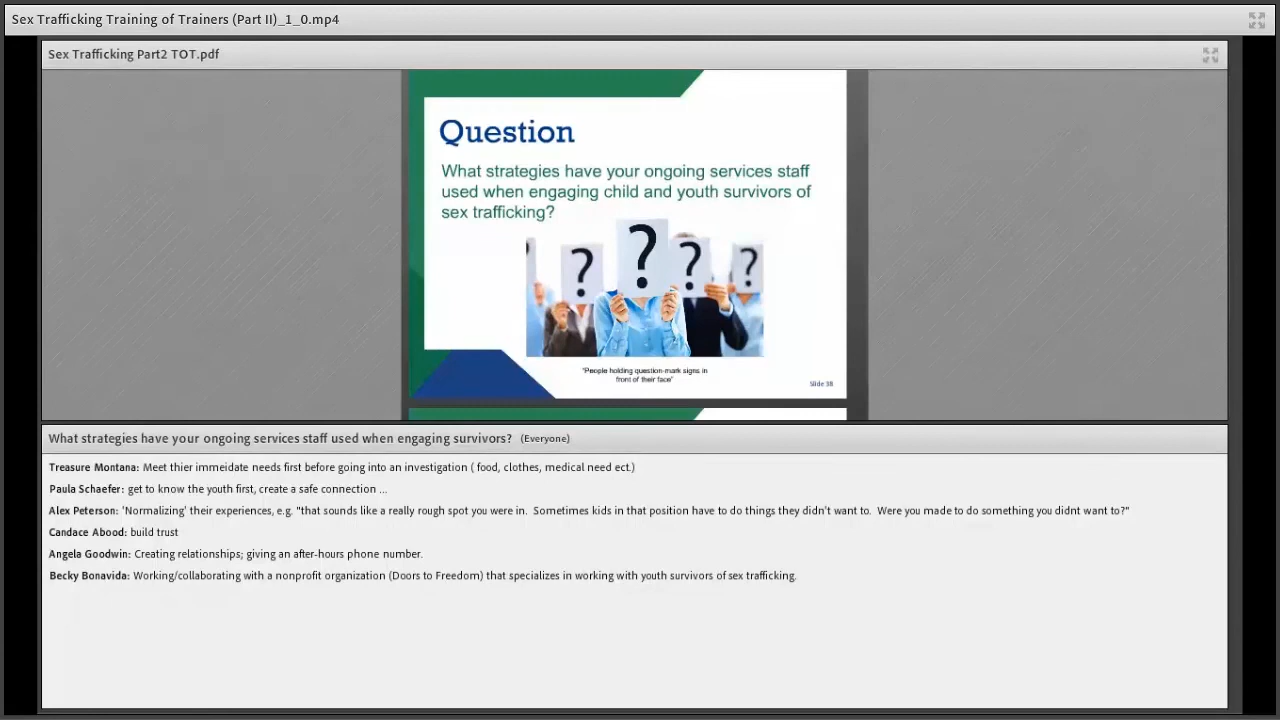 Sex Trafficking Training of Trainers (Part II)_1_0.mp4
Sex Trafficking Part2 TOT.pdf
Question
What strategies have your ongoing services staff
used when engaging child and youth survivors of
sex trafficking?
? ? ? ?
"People holding question-mark signs in
front of their face"
Slide 38
What strategies have your ongoing services staff used when engaging survivors? (Everyone)
Treasure Montana: Meet thier immeidate needs first before going into an investigation ( food, clothes, medical need ect.)
Paula Schaefer: get to know the youth first, create a safe connection ...
Alex Peterson: 'Normalizing' their experiences, e.g. "that sounds like a really rough spot you were in. Sometimes kids in that position have to do things they didn't want to. Were you made to do something you didnt want to?"
Candace Abood: build trust
Angela Goodwin: Creating relationships; giving an after-hours phone number.
Becky Bonavida: Working/collaborating with a nonprofit organization (Doors to Freedom) that specializes in working with youth survivors of sex trafficking.